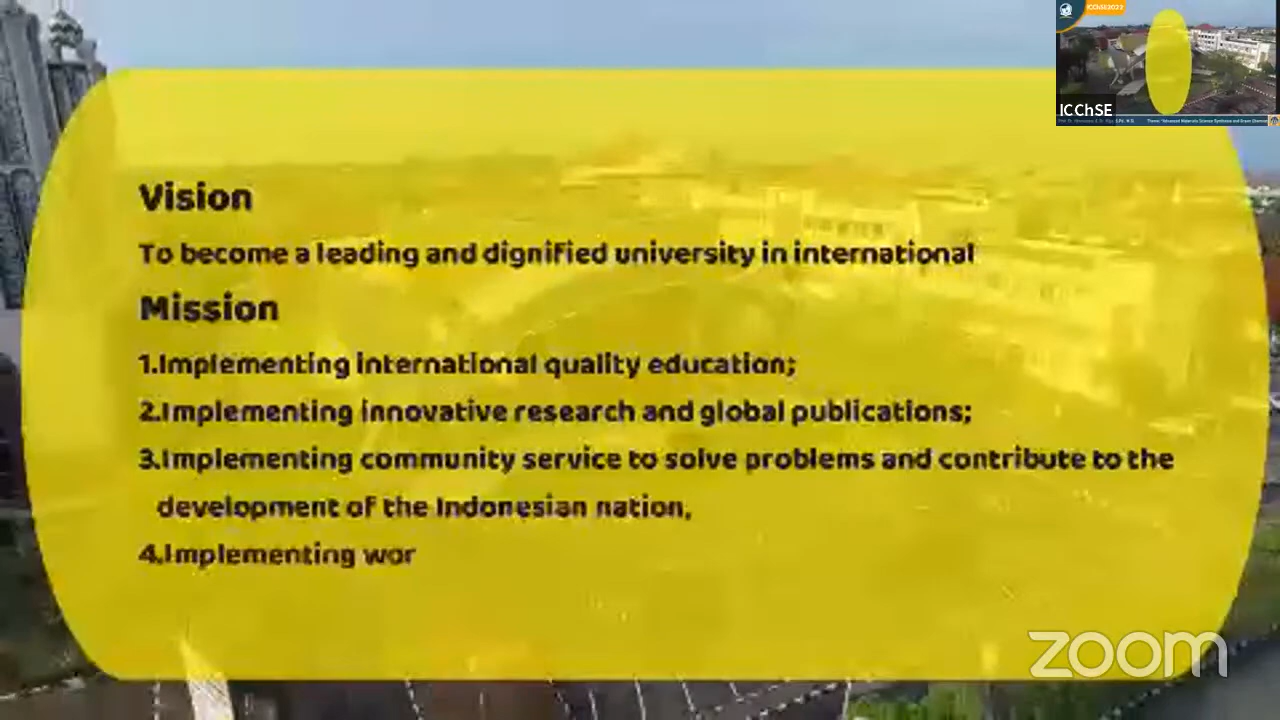 ICChSE2022
ICChSE
Vision
To become a leading and dignified university in international
Mission
1.Implementing international quality education;
2.Implementing innovative research and global publications;
3.Implementing community service to solve problems and contribute to the
development of the Indonesian nation,
4.Implementing wor
zoom